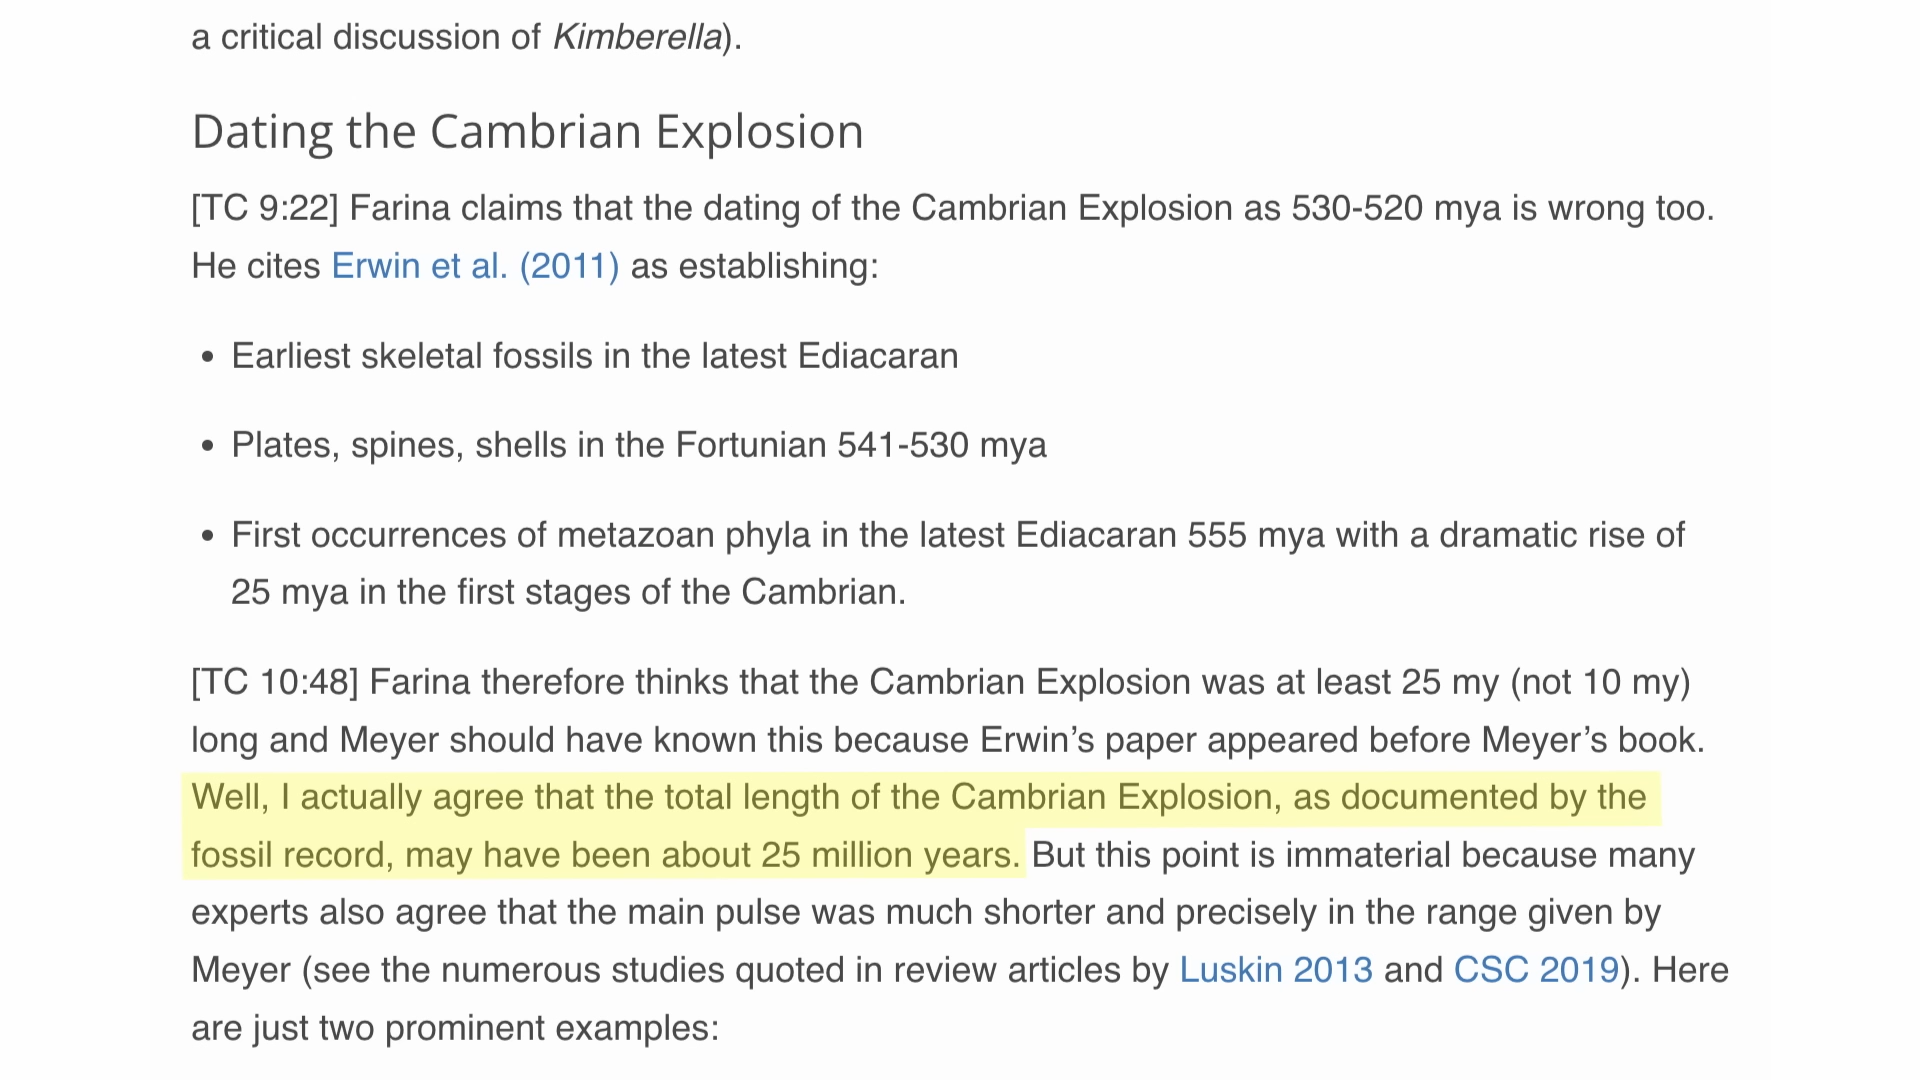 a critical discussion of Kimberella).
Dating the Cambrian Explosion
[TC 9:22] Farina claims that the dating of the Cambrian Explosion as 530-520 mya is wrong too.
He cites Erwin et al. (2011) as establishing:
• Earliest skeletal fossils in the latest Ediacaran
• Plates, spines, shells in the Fortunian 541-530 mya
• First occurrences of metazoan phyla in the latest Ediacaran 555 mya with a dramatic rise of
25 mya in the first stages of the Cambrian.
[TC 10:48] Farina therefore thinks that the Cambrian Explosion was at least 25 my (not 10 my)
long and Meyer should have known this because Erwin’s paper appeared before Meyer’s book.
Well, I actually agree that the total length of the Cambrian Explosion, as documented by the
fossil record, may have been about 25 million years. But this point is immaterial because many
experts also agree that the main pulse was much shorter and precisely in the range given by
Meyer (see the numerous studies quoted in review articles by Luskin 2013 and CSC 2019). Here
are just two prominent examples: